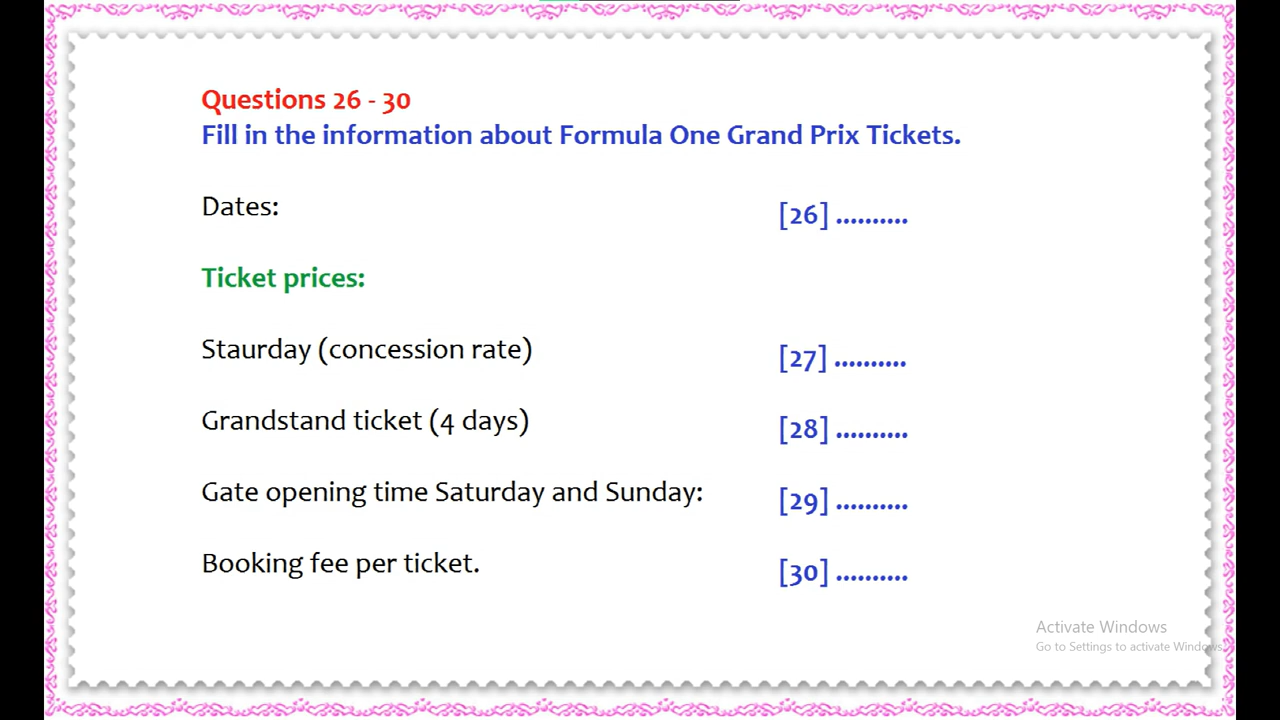 Questions 26 - 30
Fill in the information about Formula One Grand Prix Tickets.
Dates: [26] ..........
Ticket prices:
Staurday (concession rate) [27] ..........
Grandstand ticket (4 days) [28] ..........
Gate opening time Saturday and Sunday: [29] ..........
Booking fee per ticket. [30] ..........
Activate Windows
Go to Settings to activate Windows.